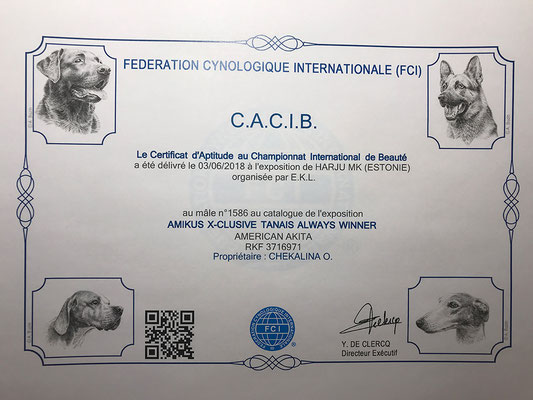 FEDERATION CYNOLOGIQUE INTERNATIONALE (FCI)
C.A.C.I.B.
Le Certificat d'Aptitude au Championnat International de Beauté
a été délivré le 03/06/2018 à l'exposition de HARJU MK (ESTONIE)
organisée par E.K.L.
au mâle n°1586 au catalogue de l'exposition
AMIKUS X-CLUSIVE TANAIS ALWAYS WINNER
AMERICAN AKITA
RKF 3716971
Propriétaire : CHEKALINA O.
FCI
Y. DE CLERCQ
Directeur Exécutif